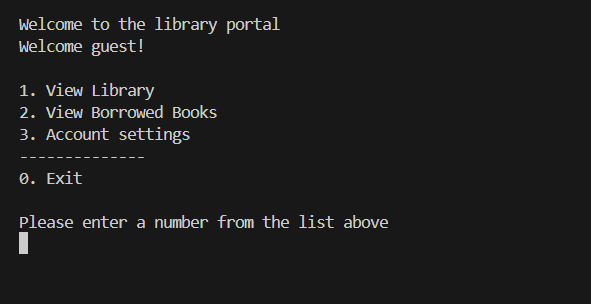 Welcome to the library portal
Welcome guest!
1. View Library
2. View Borrowed Books
3. Account settings
--------------
0. Exit
Please enter a number from the list above